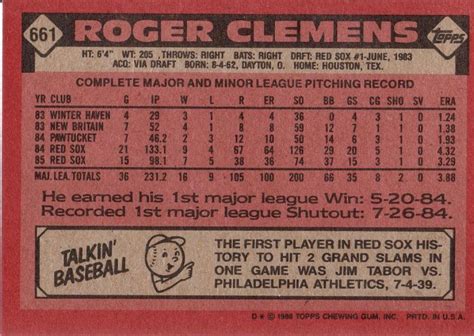 661
ROGER CLEMENS
Topps
HT: 6'4" WT: 205 THROWS: RIGHT BATS: RIGHT DRFT: RED SOX #1-JUNE, 1983
ACQ: VIA DRAFT BORN: 8-4-62, DAYTON, O. HOME: HOUSTON, TEX.
COMPLETE MAJOR AND MINOR LEAGUE PITCHING RECORD
YR CLUB G IP W L R ER SO BB GS CG SHO SV ERA
83 WINTER HAVEN 4 29 3 1 4 4 36 0 4 3 1 0 1.24
83 NEW BRITAIN 7 52 4 1 8 8 59 12 7 1 1 0 1.38
84 PAWTUCKET 7 46.2 2 3 12 10 50 14 6 3 1 0 1.93
84 RED SOX 21 133.1 9 4 67 64 126 29 20 5 1 0 4.32
85 RED SOX 15 98.1 7 5 38 36 74 37 15 3 1 0 3.29
MAJ. LEA. TOTALS 36 231.2 16 9 105 100 200 66 35 8 2 0 3.88
He earned his 1st major league Win: 5-20-84.
Recorded 1st major league Shutout: 7-26-84.
TALKIN' BASEBALL
THE FIRST PLAYER IN RED SOX HIS-
TORY TO HIT 2 GRAND SLAMS IN
ONE GAME WAS JIM TABOR VS.
PHILADELPHIA ATHLETICS, 7-4-39.
D* © 1986 TOPPS CHEWING GUM, INC. PRTD. IN U.S.A.